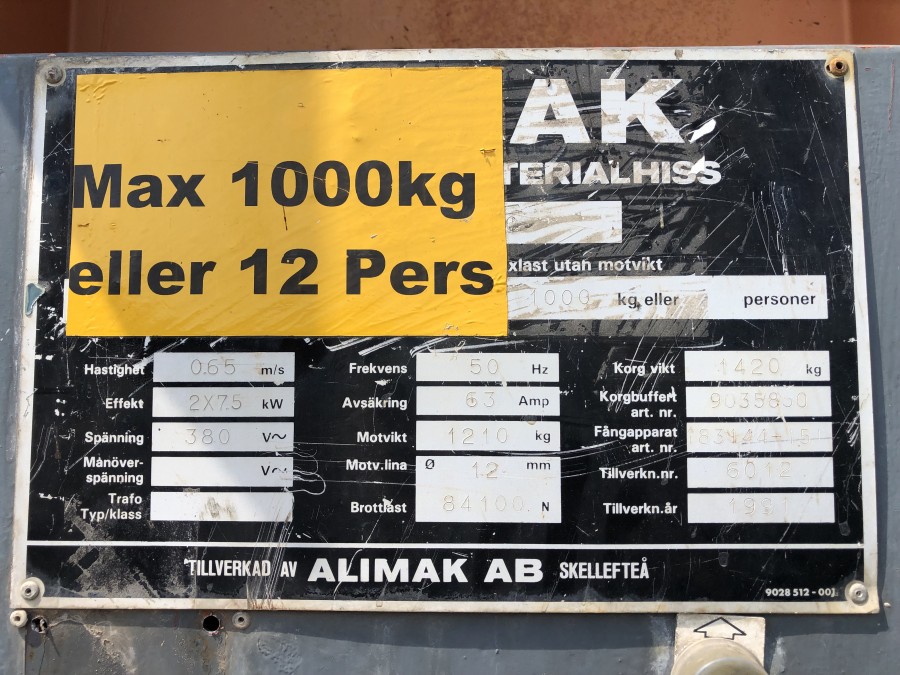 Max 1000kg
eller 12 Pers
AK
TERIALHISS
xlast utan motvikt
1000 kg eller personer
Hastighet 0.65 m/s Frekvens 50 Hz Korg vikt 1420 kg
Effekt 2X7.5 kW Avsäkring 63 Amp Korgbuffert art. nr.
Spänning 380 V~ Motvikt 1210 kg Fångapparat art. nr.
Manöver-spänning V~ Motv.lina Ø 12 mm Tillverkn.nr. 6012
Trafo Typ/klass Brottlast 84100 N Tillverkn.år
TILLVERKAD AV ALIMAK AB SKELLEFTEÅ
9028 512 - 00J